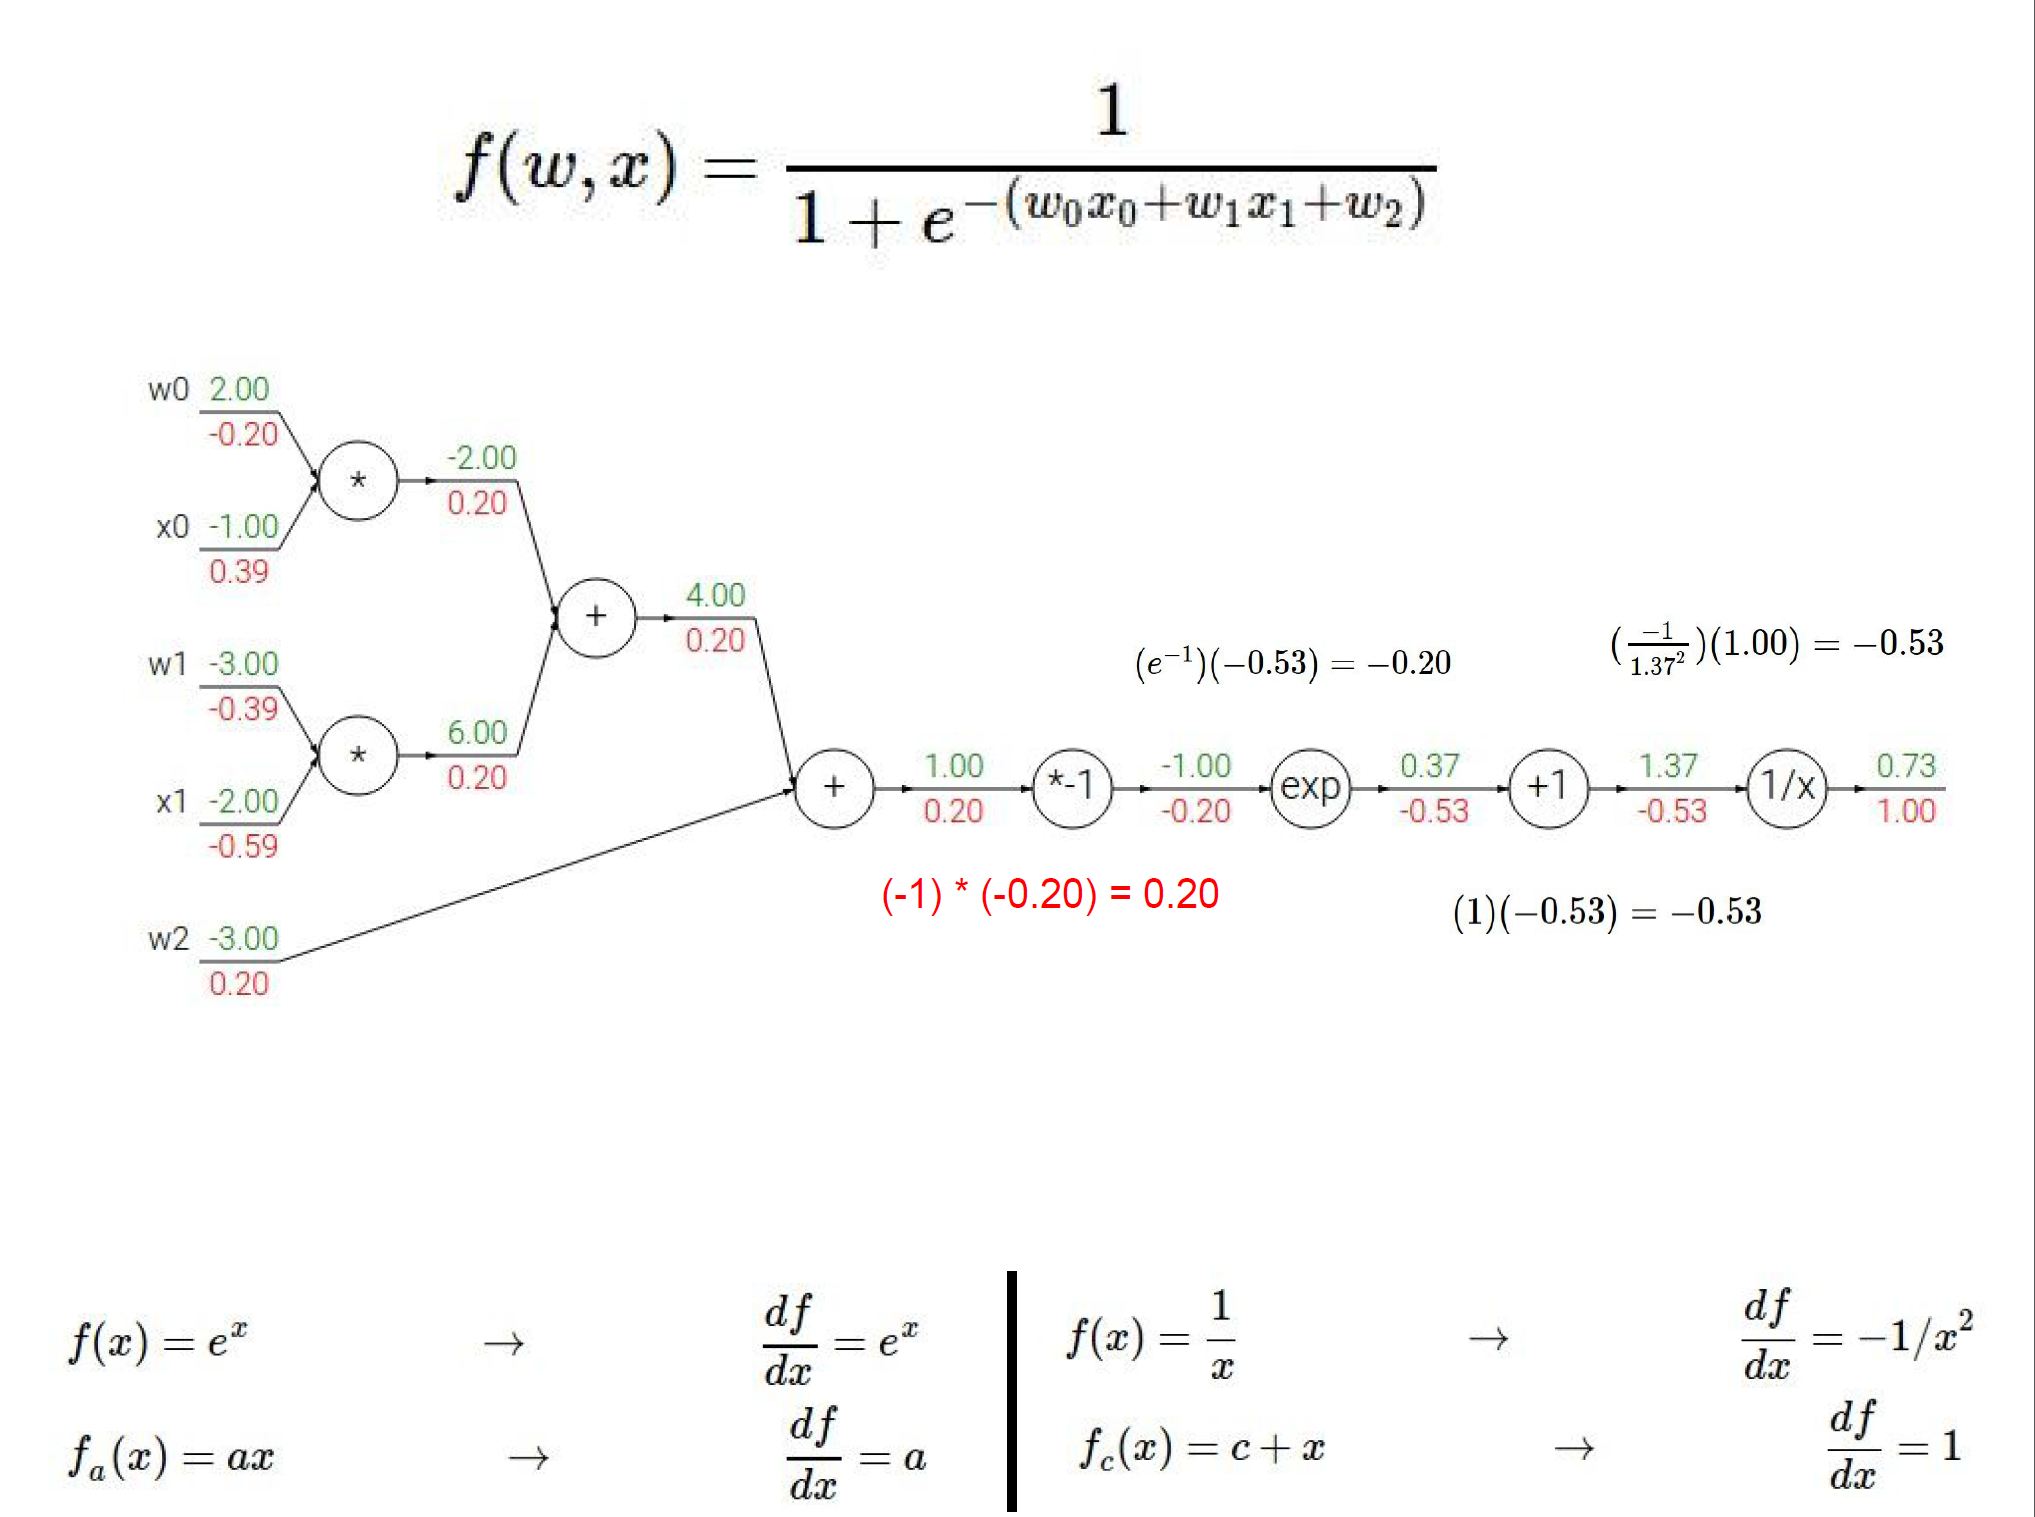 f(w, x) = 1 / (1 + e^{-(w_0x_0+w_1x_1+w_2)})
w0 2.00
-0.20
*
-2.00
0.20
x0 -1.00
0.39
+
4.00
0.20
w1 -3.00
-0.39
*
6.00
0.20
x1 -2.00
-0.59
w2 -3.00
0.20
(e^{-1})(-0.53) = -0.20
(-1/1.37^2)(1.00) = -0.53
+ 1.00 *-1 -1.00 exp 0.37 +1 1.37 1/x 0.73
0.20 -0.20 -0.53 -0.53 1.00
(-1) * (-0.20) = 0.20
(1)(-0.53) = -0.53
f(x) = e^x → df/dx = e^x
f_a(x) = ax → df/dx = a
f(x) = 1/x → df/dx = -1/x^2
f_c(x) = c + x → df/dx = 1